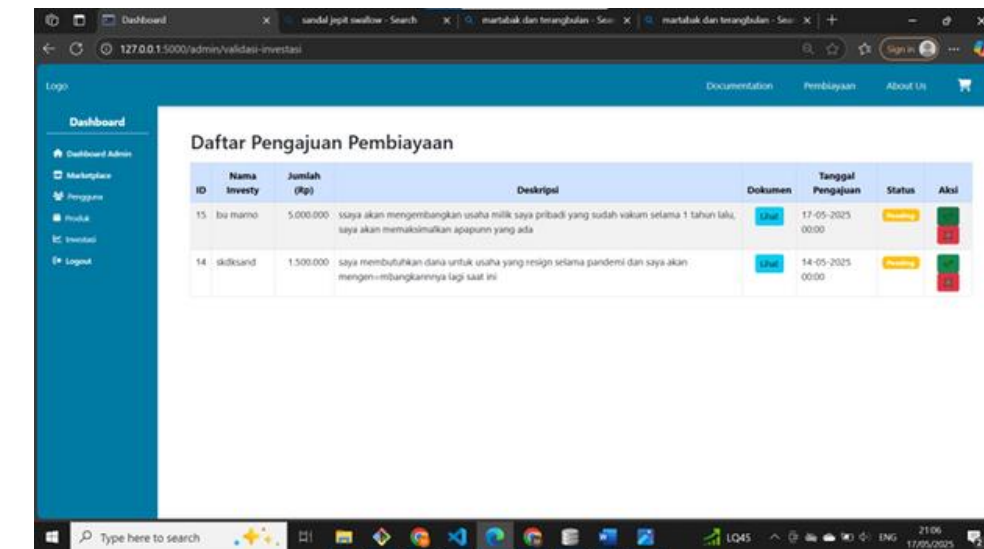 Dashboard
sandal jepit swallow - Search
martabak dan terangbulan - Sear
martabak dan terangbulan - Sear
127.0.0.1:5000/admin/validasi-investasi
Sign in
Logo
Documentation
Pembiayaan
About Us
Dashboard
Dashboard Admin
Marketplace
Pengguna
Produk
Investasi
Logout
Daftar Pengajuan Pembiayaan
ID
Nama
Investy
Jumlah
(Rp)
Deskripsi
Dokumen
Tanggal
Pengajuan
Status
Aksi
15
bu marno
5.000.000
ssaya akan mengembangkan usaha milik saya pribadi yang sudah vakum selama 1 tahun lalu,
saya akan memaksimalkan apapunn yang ada
Lihat
17-05-2025
00:00
Pending
14
skdksand
1.500.000
saya membutuhkan dana untuk usaha yang resign selama pandemi dan saya akan
mengen=mbangkannnya lagi saat ini
Lihat
14-05-2025
00:00
Pending
Type here to search
LQ45
ENG
21:06
17/05/2025